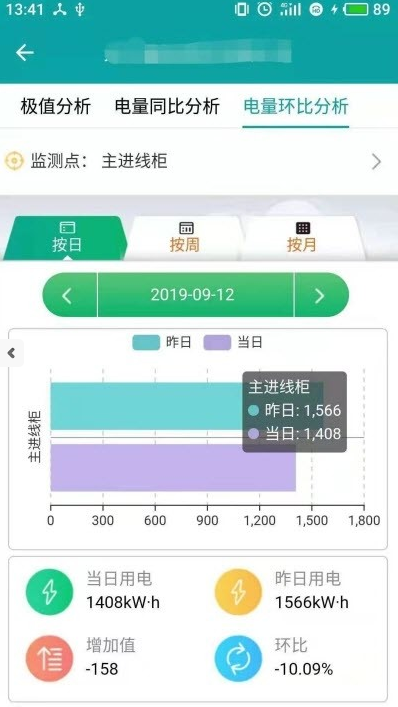 13:41 89
极值分析 电量同比分析 电量环比分析
监测点： 主进线柜
按日 按周 按月
2019-09-12
昨日 当日
主进线柜
昨日: 1,566
当日: 1,408
主进线柜
0 300 600 900 1,200 1,500 1,800
当日用电 昨日用电
1408kW·h 1566kW·h
增加值 环比
-158 -10.09%